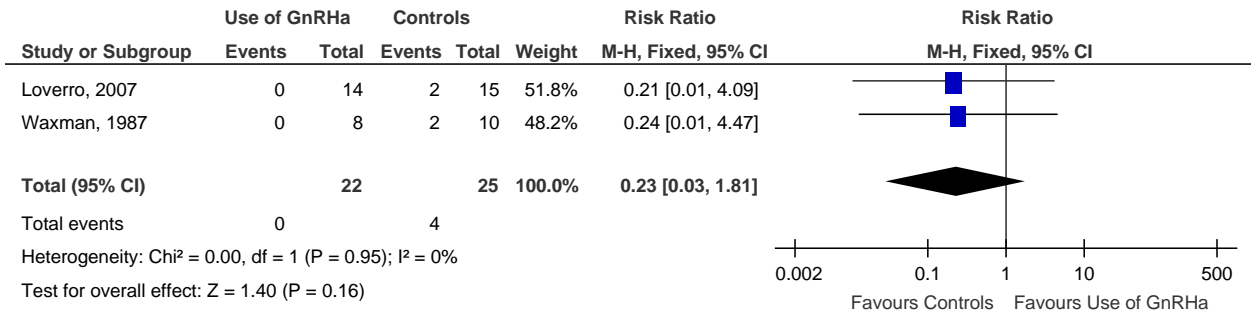 Use of GnRHa Controls Risk Ratio Risk Ratio
Study or Subgroup Events Total Events Total Weight M-H, Fixed, 95% CI M-H, Fixed, 95% CI
Loverro, 2007 0 14 2 15 51.8% 0.21 [0.01, 4.09]
Waxman, 1987 0 8 2 10 48.2% 0.24 [0.01, 4.47]
Total (95% CI) 22 25 100.0% 0.23 [0.03, 1.81]
Total events 0 4
Heterogeneity: Chi² = 0.00, df = 1 (P = 0.95); I² = 0%
Test for overall effect: Z = 1.40 (P = 0.16)
0.002 0.1 1 10 500
Favours Controls Favours Use of GnRHa